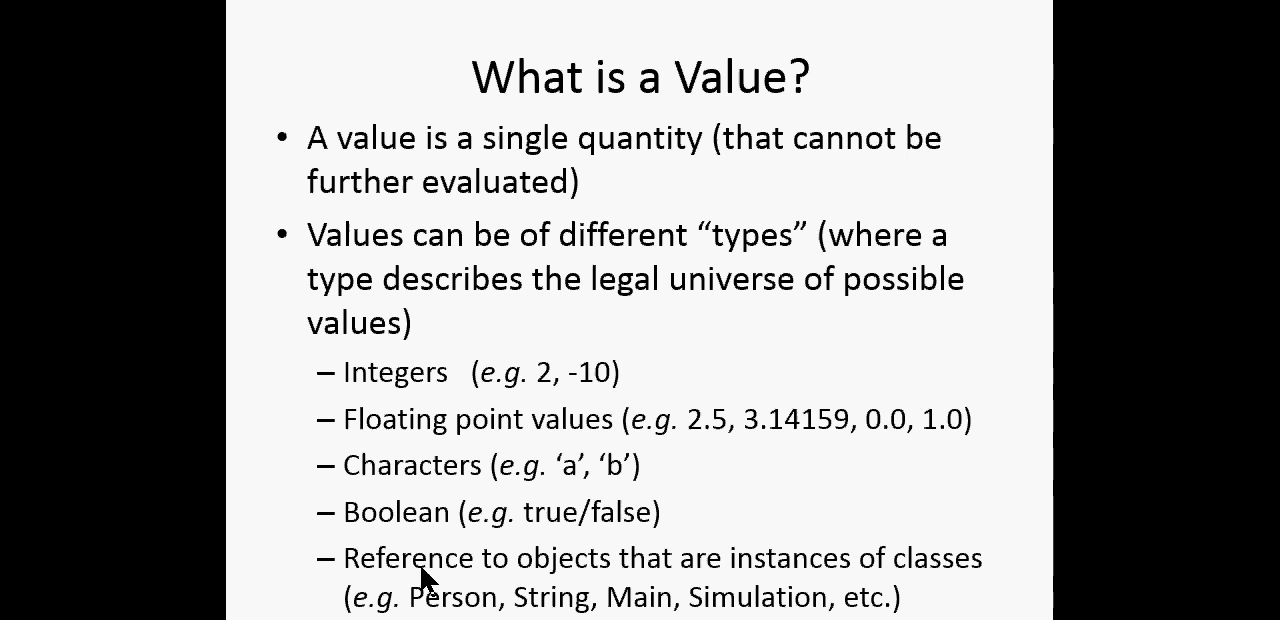 What is a Value?
• A value is a single quantity (that cannot be
further evaluated)
• Values can be of different “types” (where a
type describes the legal universe of possible
values)
– Integers (e.g. 2, -10)
– Floating point values (e.g. 2.5, 3.14159, 0.0, 1.0)
– Characters (e.g. ‘a’, ‘b’)
– Boolean (e.g. true/false)
– Reference to objects that are instances of classes
(e.g. Person, String, Main, Simulation, etc.)